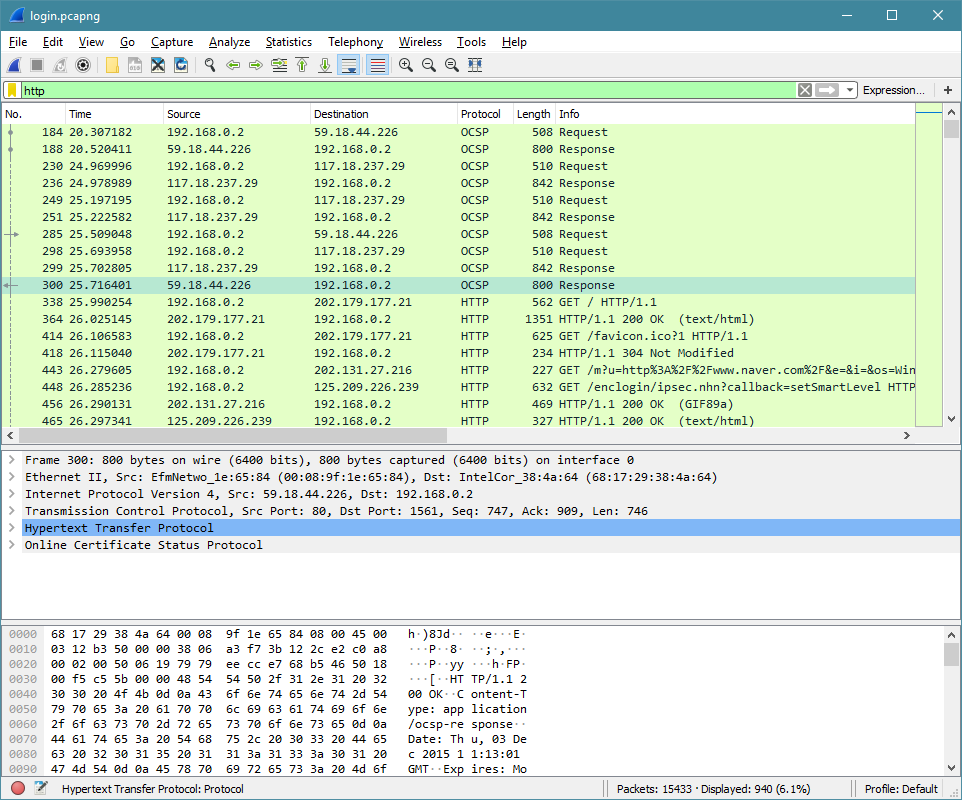 login.pcapng
File Edit View Go Capture Analyze Statistics Telephony Wireless Tools Help
http Expression... +
No. Time Source Destination Protocol Length Info
184 20.307182 192.168.0.2 59.18.44.226 OCSP 508 Request
188 20.520411 59.18.44.226 192.168.0.2 OCSP 800 Response
230 24.969996 192.168.0.2 117.18.237.29 OCSP 510 Request
236 24.978989 117.18.237.29 192.168.0.2 OCSP 842 Response
249 25.197195 192.168.0.2 117.18.237.29 OCSP 510 Request
251 25.222582 117.18.237.29 192.168.0.2 OCSP 842 Response
285 25.509048 192.168.0.2 59.18.44.226 OCSP 508 Request
298 25.693958 192.168.0.2 117.18.237.29 OCSP 510 Request
299 25.702805 117.18.237.29 192.168.0.2 OCSP 842 Response
300 25.716401 59.18.44.226 192.168.0.2 OCSP 800 Response
338 25.990254 192.168.0.2 202.179.177.21 HTTP 562 GET / HTTP/1.1
364 26.025145 202.179.177.21 192.168.0.2 HTTP 1351 HTTP/1.1 200 OK (text/html)
414 26.106583 192.168.0.2 202.179.177.21 HTTP 625 GET /favicon.ico?1 HTTP/1.1
418 26.115040 202.179.177.21 192.168.0.2 HTTP 234 HTTP/1.1 304 Not Modified
443 26.279605 192.168.0.2 202.131.27.216 HTTP 227 GET /m?u=http%3A%2F%2Fwww.naver.com%2F&e=&i=&os=Win
448 26.285236 192.168.0.2 125.209.226.239 HTTP 632 GET /enclogin/ipsec.nhn?callback=setSmartLevel HTTP
456 26.290131 202.131.27.216 192.168.0.2 HTTP 469 HTTP/1.1 200 OK (GIF89a)
465 26.297341 125.209.226.239 192.168.0.2 HTTP 327 HTTP/1.1 200 OK (text/html)
Frame 300: 800 bytes on wire (6400 bits), 800 bytes captured (6400 bits) on interface 0
Ethernet II, Src: EfmNetwo_1e:65:84 (00:08:9f:1e:65:84), Dst: IntelCor_38:4a:64 (68:17:29:38:4a:64)
Internet Protocol Version 4, Src: 59.18.44.226, Dst: 192.168.0.2
Transmission Control Protocol, Src Port: 80, Dst Port: 1561, Seq: 747, Ack: 909, Len: 746
Hypertext Transfer Protocol
Online Certificate Status Protocol
0000 68 17 29 38 4a 64 00 08 9f 1e 65 84 08 00 45 00 h·)8Jd·· ··e···E·
0010 03 12 b3 50 00 00 38 06 a3 f7 3b 12 2c e2 c0 a8 ···P··8· ··;·,···
0020 00 02 00 50 06 19 79 79 ee cc e7 68 b5 46 50 18 ···P··yy ···h·FP·
0030 00 f5 c5 5b 00 00 48 54 54 50 2f 31 2e 31 20 32 ···[··HT TP/1.1 2
0040 30 30 20 4f 4b 0d 0a 43 6f 6e 74 65 6e 74 2d 54 00 OK··C ontent-T
0050 79 70 65 3a 20 61 70 70 6c 69 63 61 74 69 6f 6e ype: app lication
0060 2f 6f 63 73 70 2d 72 65 73 70 6f 6e 73 65 0d 0a /ocsp-re sponse··
0070 44 61 74 65 3a 20 54 68 75 2c 20 30 33 20 44 65 Date: Th u, 03 De
0080 63 20 32 30 31 35 20 31 31 3a 31 33 3a 30 31 20 c 2015 1 1:13:01
0090 47 4d 54 0d 0a 45 78 70 69 72 65 73 3a 20 4d 6f GMT··Exp ires: Mo
Hypertext Transfer Protocol: Protocol Packets: 15433 · Displayed: 940 (6.1%) Profile: Default